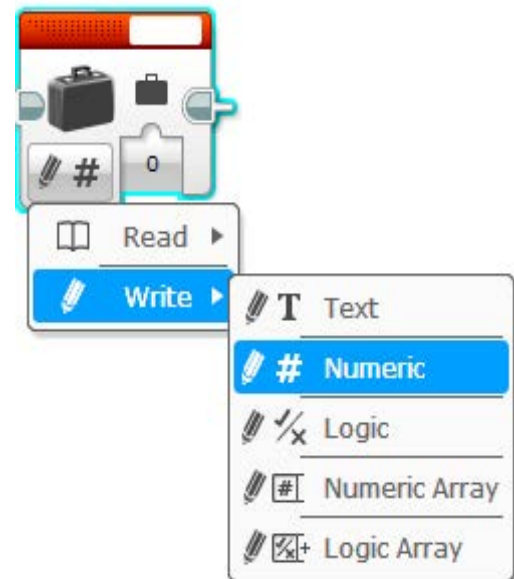 #
0
Read
Write
T Text
# Numeric
Logic
# Numeric Array
Logic Array